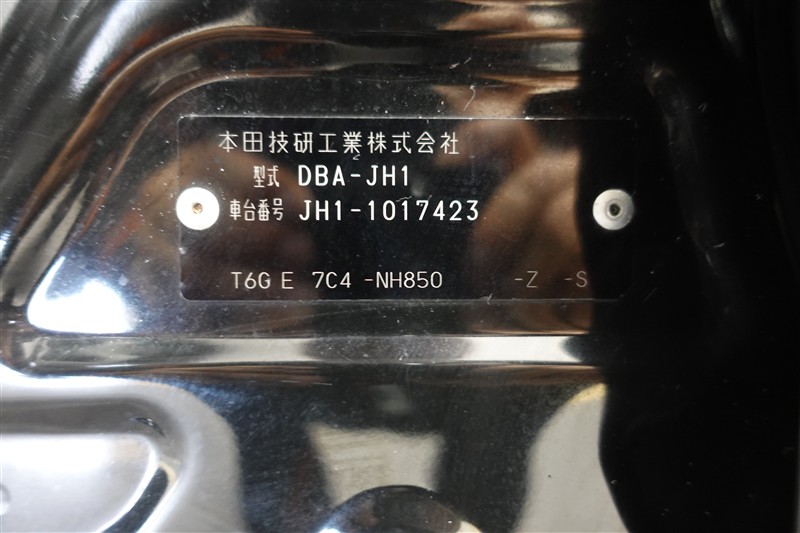 本田技研工業株式会社
型式 DBA-JH1
車台番号 JH1-1017423
T6G E 7C4 -NH850 -Z -S